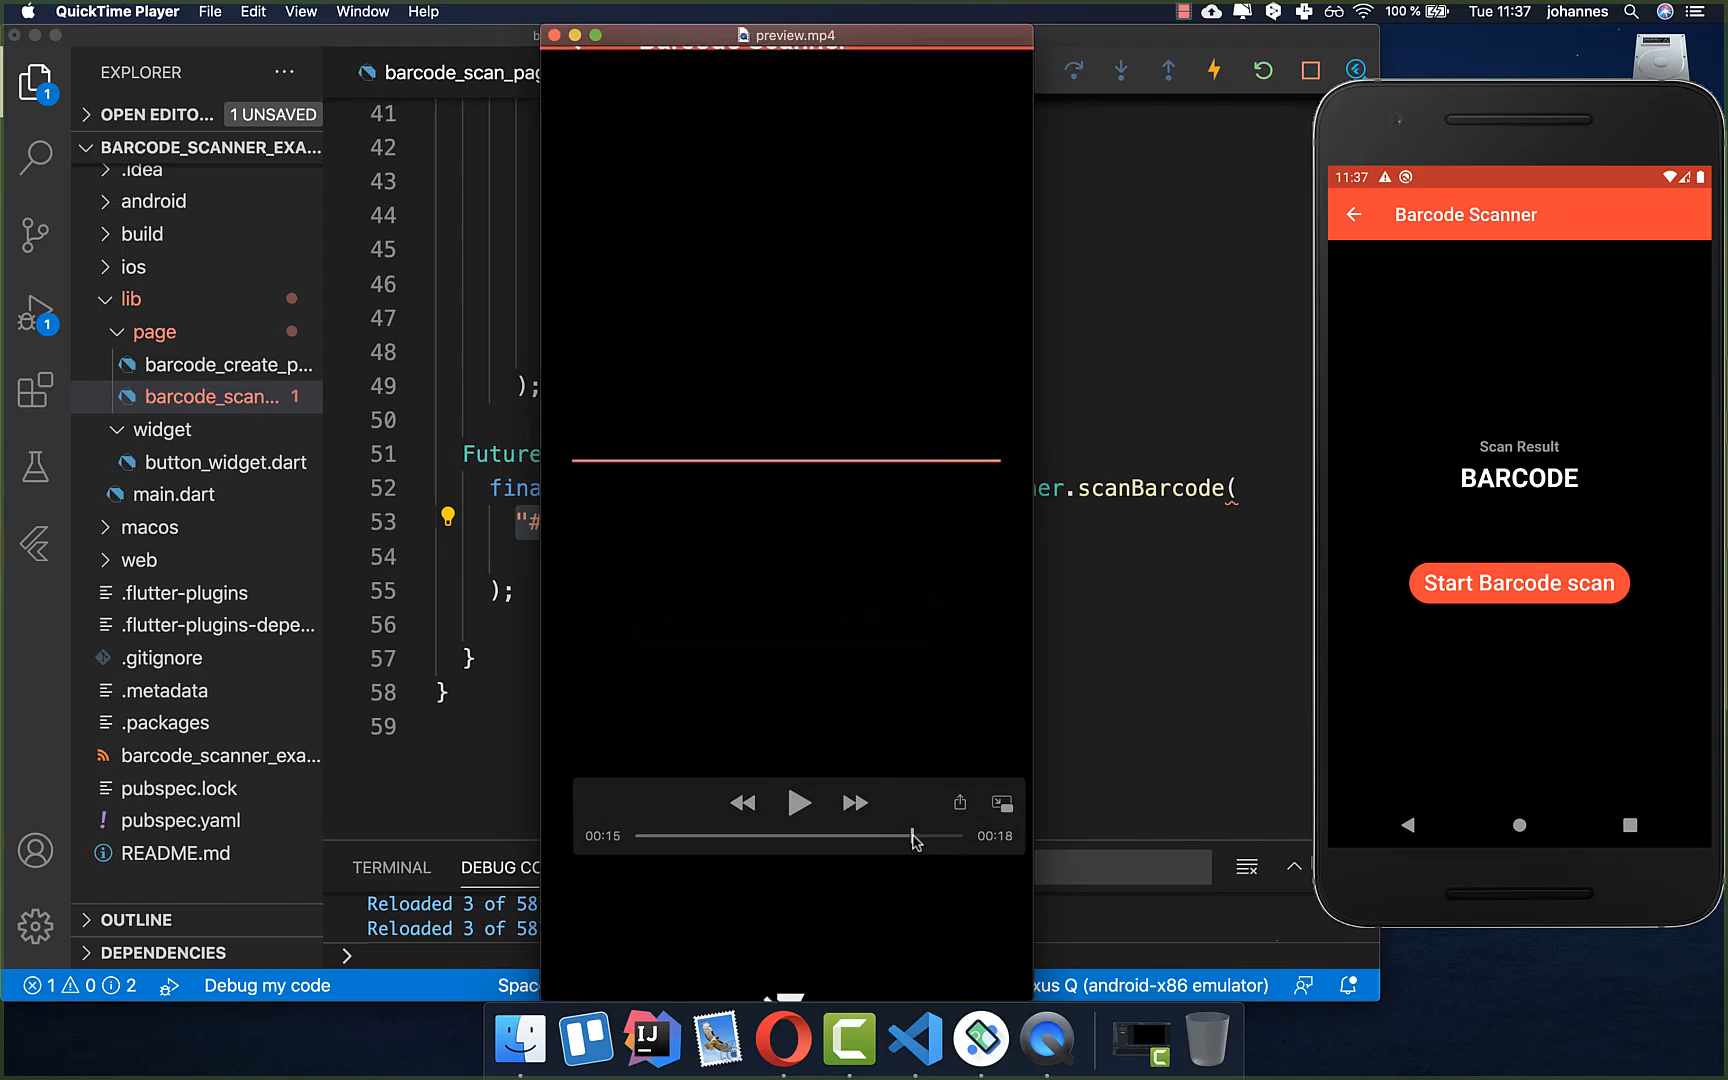 QuickTime Player File Edit View Window Help 100 % Tue 11:37 johannes
preview.mp4
EXPLORER
barcode_scan_pag
OPEN EDITO... 1 UNSAVED
BARCODE_SCANNER_EXA...
.idea
android
build
ios
lib
page
barcode_create_p...
barcode_scan... 1
widget
button_widget.dart
main.dart
macos
web
.flutter-plugins
.flutter-plugins-depe...
.gitignore
.metadata
.packages
barcode_scanner_exa...
pubspec.lock
pubspec.yaml
README.md
OUTLINE
DEPENDENCIES
1
1
41
42
43
44
45
46
47
48
49 );
50
51 Future
52 fina er.scanBarcode(
53 "#
54
55 );
56
57 }
58 }
59
Barcode Scanner
00:15 00:18
TERMINAL DEBUG CO
Reloaded 3 of 58
Reloaded 3 of 58
1 0 2 Debug my code Spac xus Q (android-x86 emulator)
11:37
Barcode Scanner
Scan Result
BARCODE
Start Barcode scan
IJ